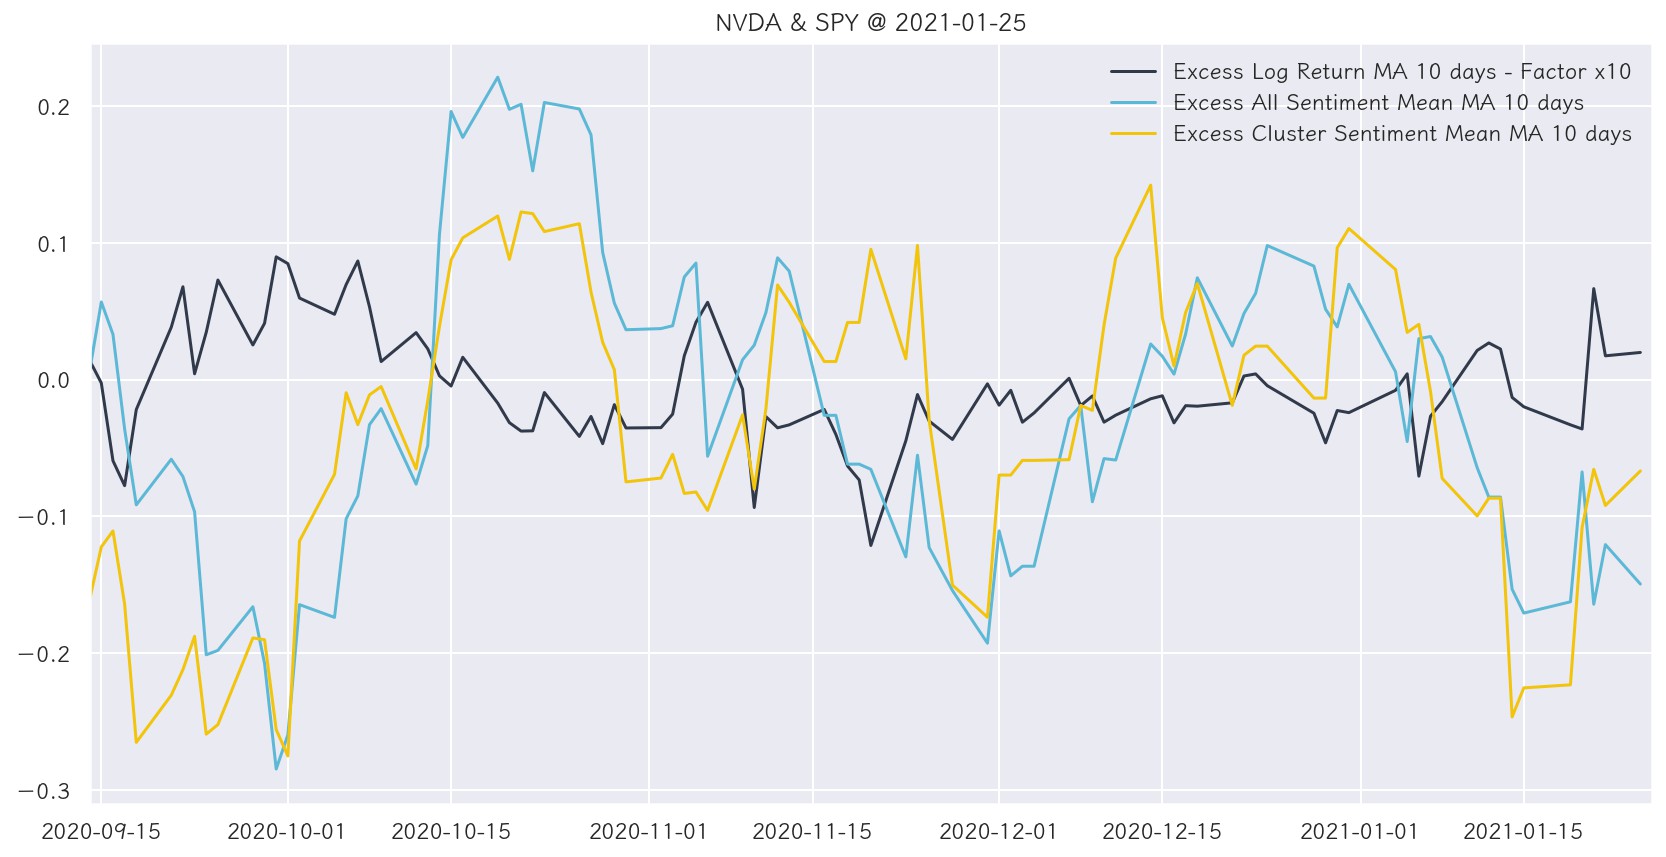 NVDA & SPY @ 2021-01-25
Excess Log Return MA 10 days - Factor x10
Excess All Sentiment Mean MA 10 days
Excess Cluster Sentiment Mean MA 10 days
0.2
0.1
0.0
−0.1
−0.2
−0.3
2020-09-15 2020-10-01 2020-10-15 2020-11-01 2020-11-15 2020-12-01 2020-12-15 2021-01-01 2021-01-15